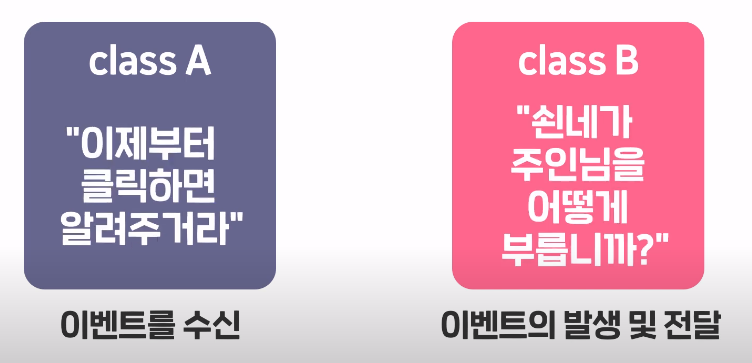 class A
"이제부터
클릭하면
알려주거라"
이벤트를 수신
class B
"쇤네가
주인님을
어떻게
부릅니까?"
이벤트의 발생 및 전달